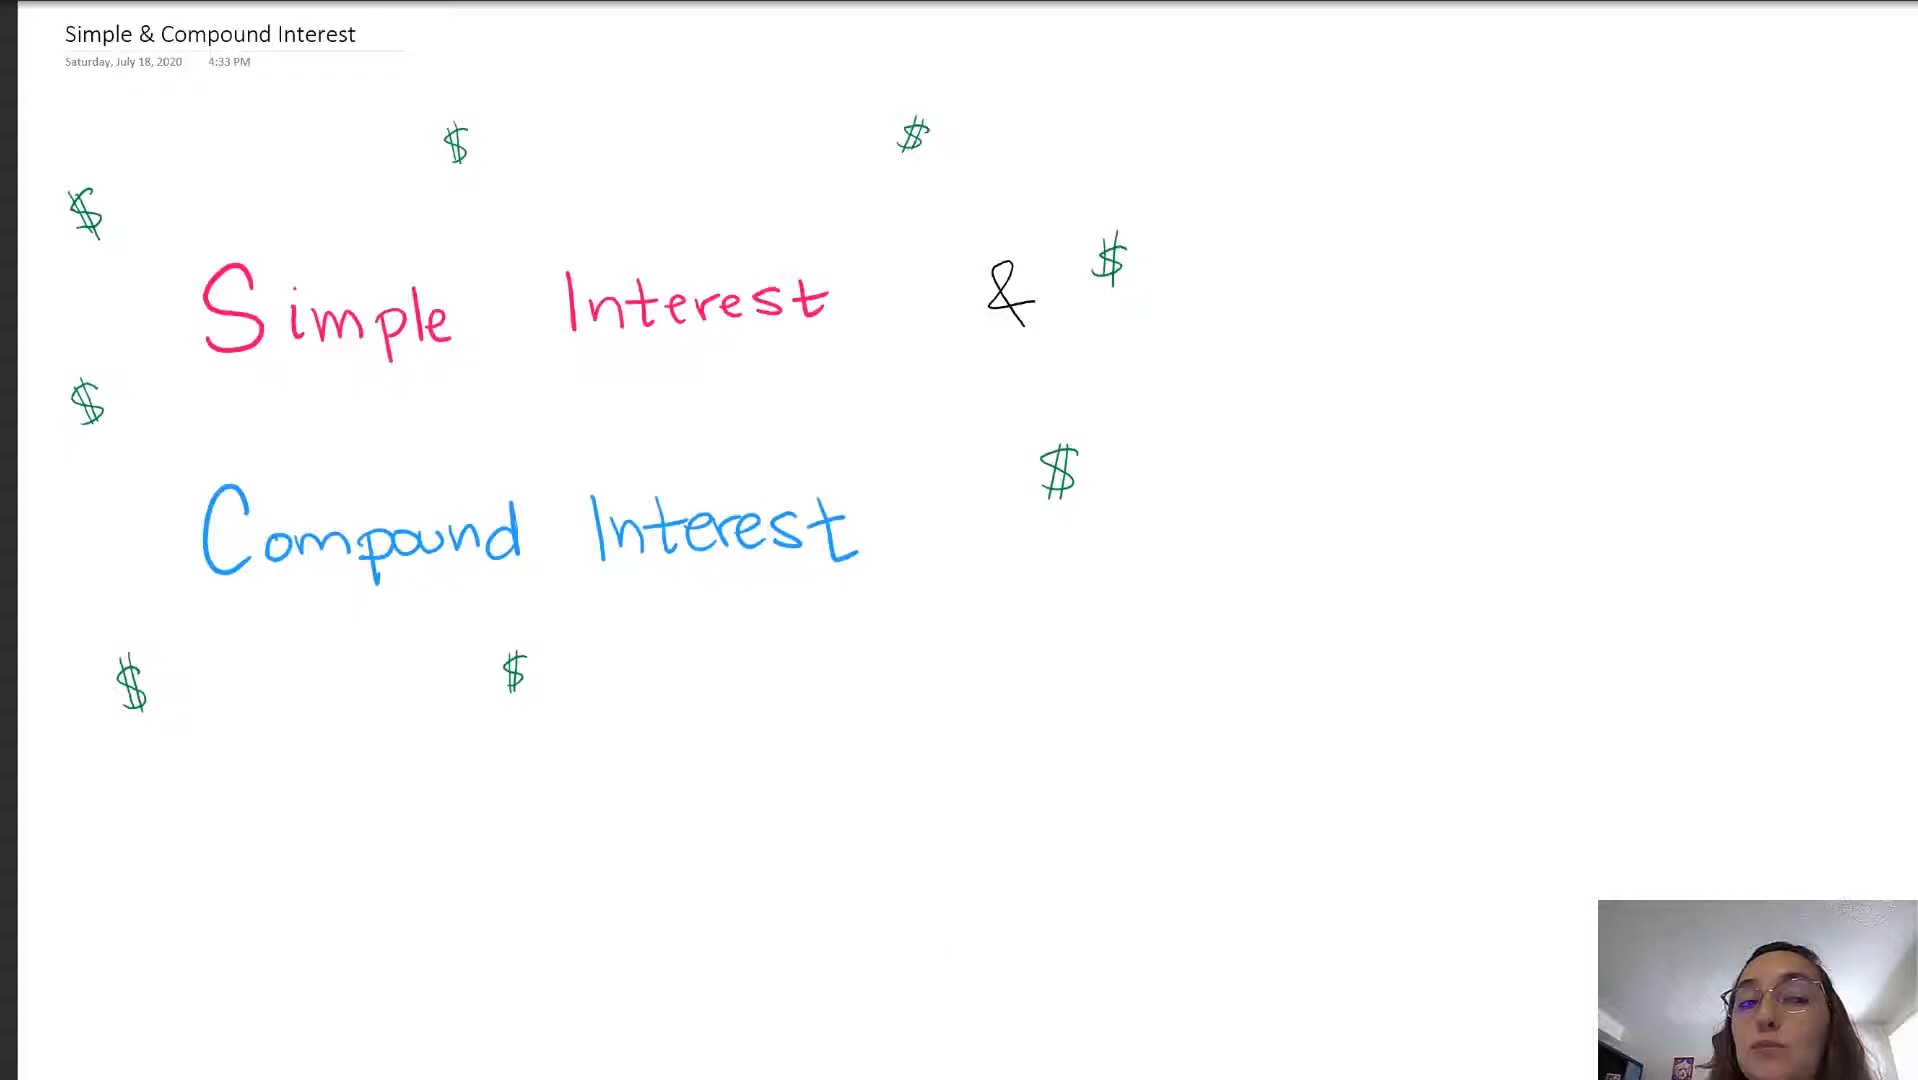 Simple & Compound Interest
Saturday, July 18, 2020 4:33 PM
$ $
$
$
Simple Interest &
$
$
Compound Interest
$ $